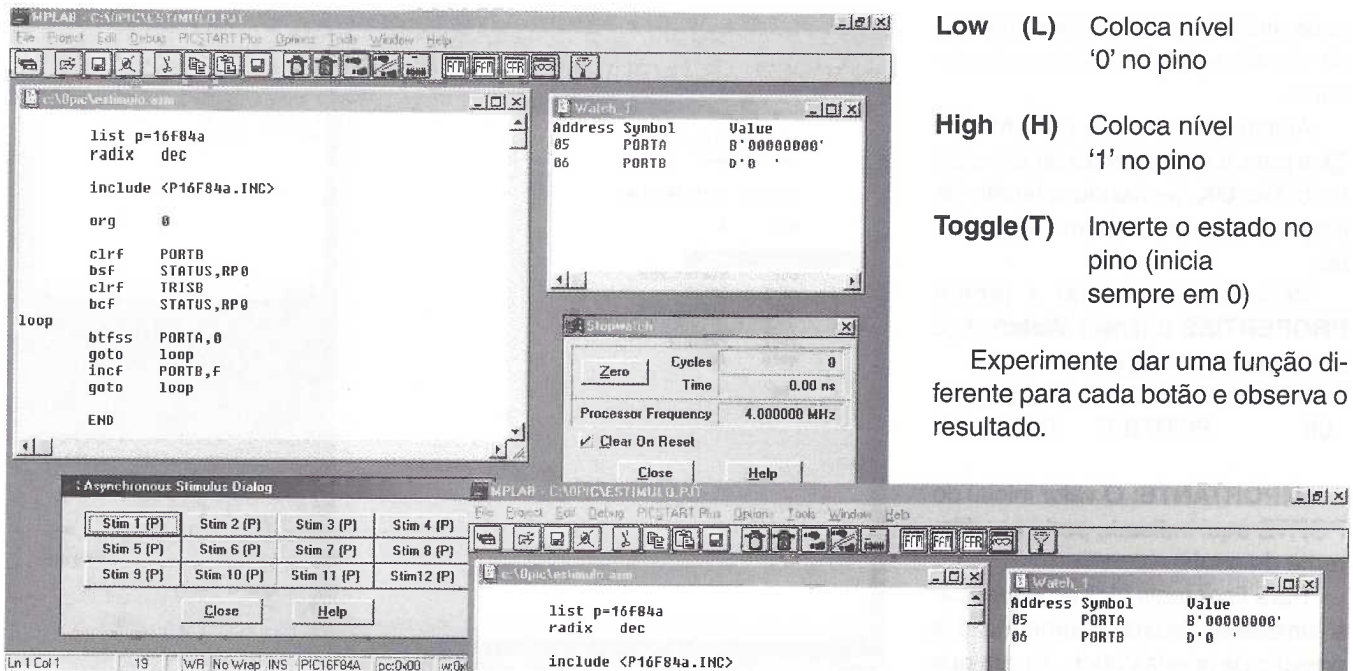 MPLAB - C:\0PIC\ESTIMULO.PJT
File Project Edit Debug PICSTART Plus Options Tools Window Help
c:\0pic\estimulo.asm
list p=16f84a
radix dec
include <P16F84a.INC>
org 0
clrf PORTB
bsf STATUS,RP0
clrf TRISB
bcf STATUS,RP0
loop
btfss PORTA,0
goto loop
incf PORTB,f
goto loop
END
Watch_1
Address Symbol Value
05 PORTA B'00000000'
06 PORTB D'0 '
Stopwatch
Zero
Cycles 0
Time 0.00 ns
Processor Frequency 4.000000 MHz
Clear On Reset
Close Help
Asynchronous Stimulus Dialog
Stim 1 (P) Stim 2 (P) Stim 3 (P) Stim 4 (P)
Stim 5 (P) Stim 6 (P) Stim 7 (P) Stim 8 (P)
Stim 9 (P) Stim 10 (P) Stim 11 (P) Stim12 (P)
Close Help
Ln 1 Col 1 19 WR No Wrap INS PIC16F84A pc:0x00
MPLAB - C:\0PIC\ESTIMULO.PJT
File Project Edit Debug PICSTART Plus Options Tools Window Help
c:\0pic\estimulo.asm
list p=16f84a
radix dec
include <P16F84a.INC>
Watch_1
Address Symbol Value
05 PORTA B'00000000'
06 PORTB D'0 '
Low (L) Coloca nível
'0' no pino
High (H) Coloca nível
'1' no pino
Toggle(T) Inverte o estado no
pino (inicia
sempre em 0)
Experimente dar uma função di-
ferente para cada botão e observa o
resultado.